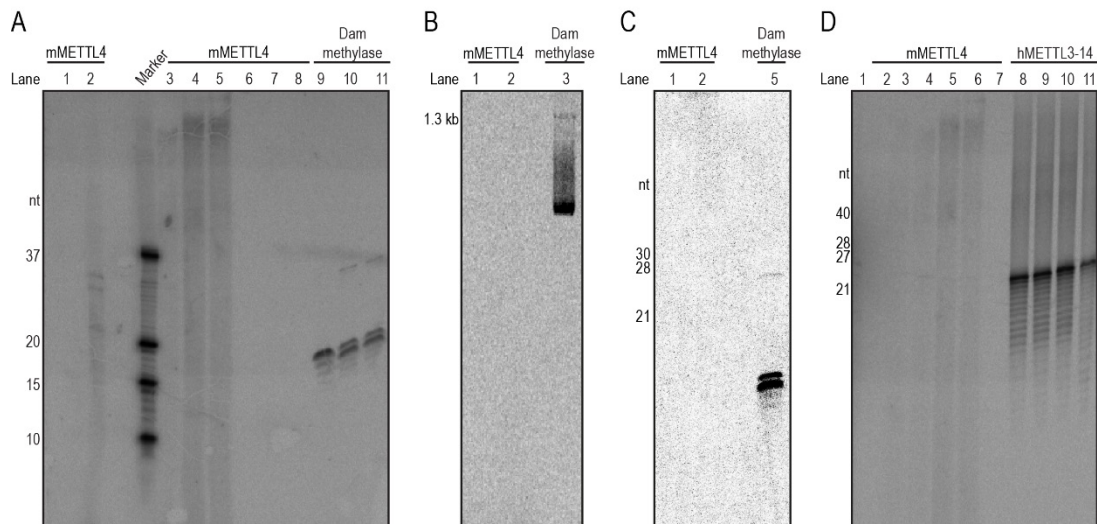 A
mMETTL4
Marker
mMETTL4
Dam
methylase
Lane 1 2 3 4 5 6 7 8 9 10 11
nt
37
20
15
10
B
mMETTL4
Dam
methylase
Lane 1 2 3
1.3 kb
C
mMETTL4
Dam
methylase
Lane 1 2 5
nt
30
28
21
D
mMETTL4
hMETTL3-14
Lane 1 2 3 4 5 6 7 8 9 10 11
nt
40
28
27
21